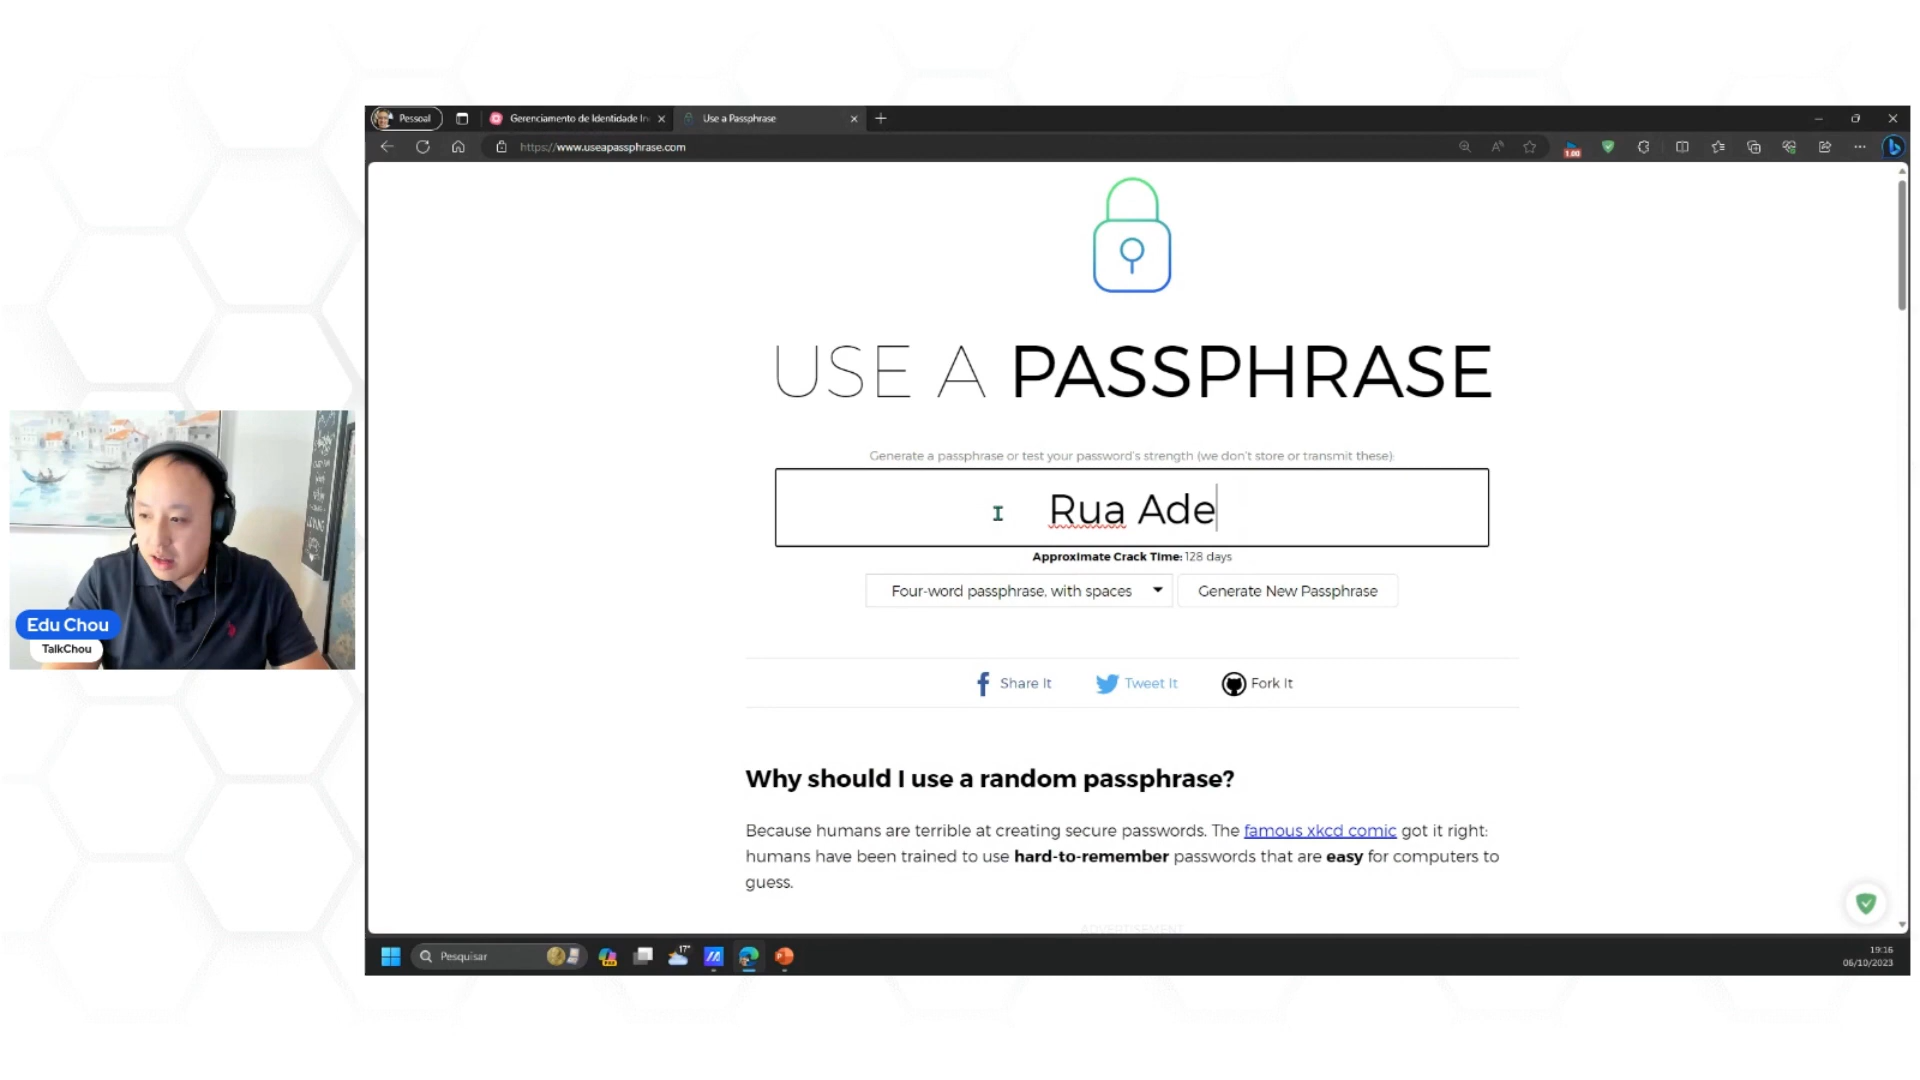 Pessoal
Gerenciamento de Identidade In
Use a Passphrase
https://www.useapassphrase.com
1.00
USE A PASSPHRASE
Generate a passphrase or test your password's strength (we don't store or transmit these):
Rua Ade
Approximate Crack Time: 128 days
Four-word passphrase, with spaces
Generate New Passphrase
Edu Chou
TalkChou
Share It
Tweet It
Fork It
Why should I use a random passphrase?
Because humans are terrible at creating secure passwords. The famous xkcd comic got it right:
humans have been trained to use hard-to-remember passwords that are easy for computers to
guess.
ADVERTISEMENT
Pesquisar
17°
19:16
06/10/2023